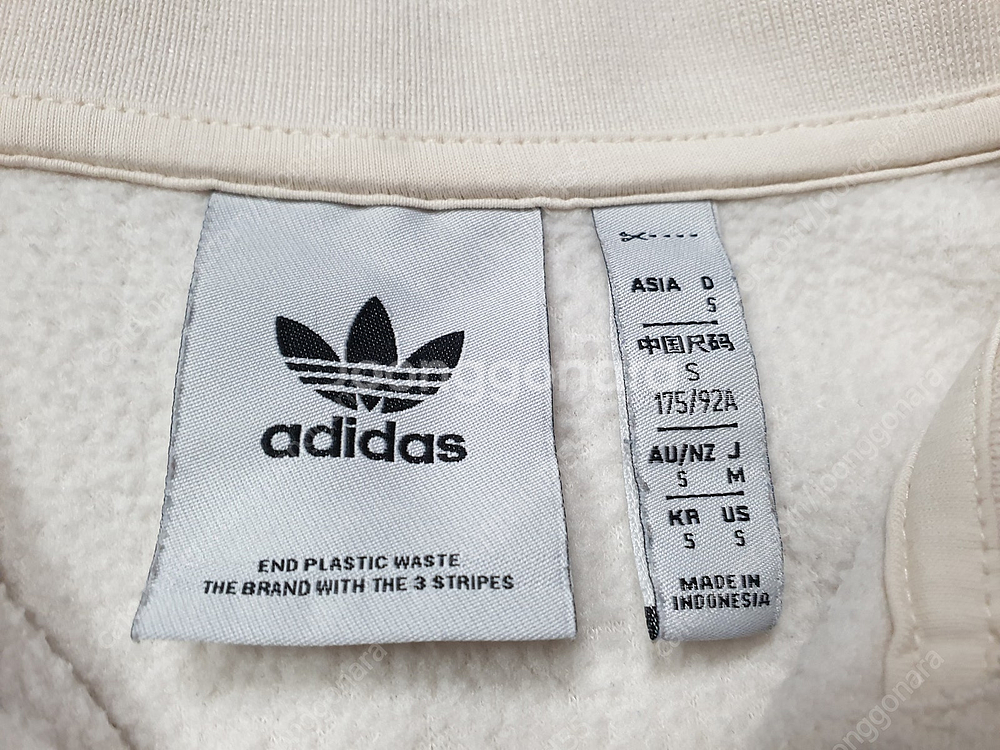 adidas
END PLASTIC WASTE
THE BRAND WITH THE 3 STRIPES
ASIA D
S
中国尺码
S
175/92A
AU/NZ J
S M
KR US
S S
MADE IN
INDONESIA
joonggonara